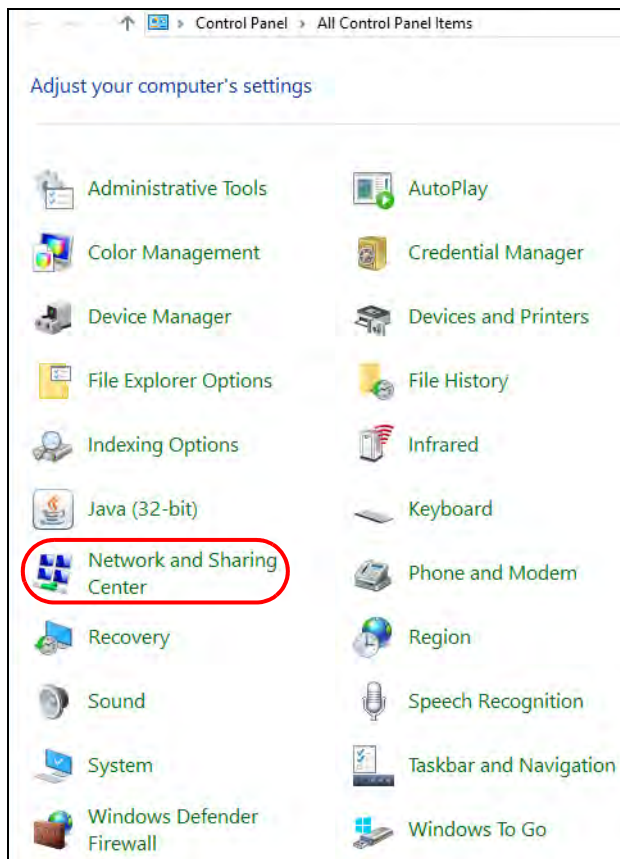 Control Panel > All Control Panel Items
Adjust your computer's settings
Administrative Tools
AutoPlay
Color Management
Credential Manager
Device Manager
Devices and Printers
File Explorer Options
File History
Indexing Options
Infrared
Java (32-bit)
Keyboard
Network and Sharing
Center
Phone and Modem
Recovery
Region
Sound
Speech Recognition
System
Taskbar and Navigation
Windows Defender
Firewall
Windows To Go